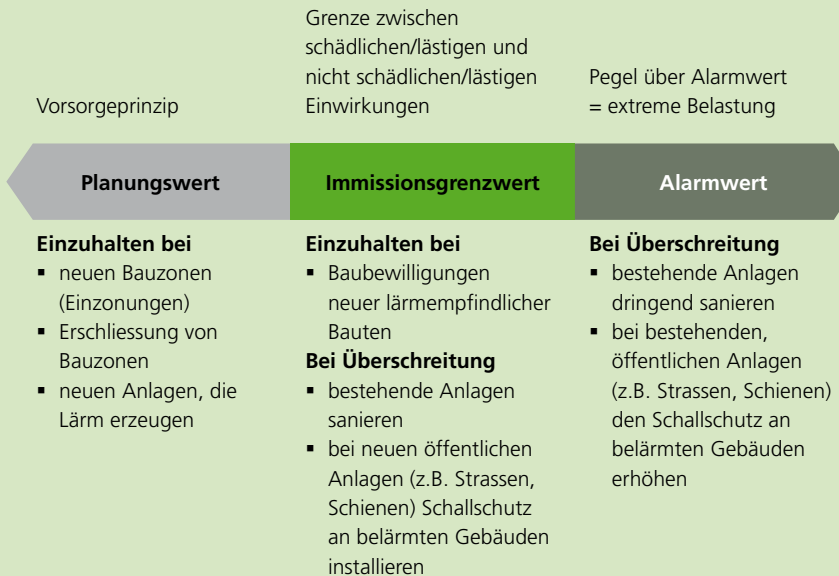 Vorsorgeprinzip
Grenze zwischen
schädlichen/lästigen und
nicht schädlichen/lästigen
Einwirkungen
Pegel über Alarmwert
= extreme Belastung
Planungswert
Immissionsgrenzwert
Alarmwert
Einzuhalten bei
▪ neuen Bauzonen
(Einzonungen)
▪ Erschliessung von
Bauzonen
▪ neuen Anlagen, die
Lärm erzeugen
Einzuhalten bei
▪ Baubewilligungen
neuer lärmempfindlicher
Bauten
Bei Überschreitung
▪ bestehende Anlagen
sanieren
▪ bei neuen öffentlichen
Anlagen (z.B. Strassen,
Schienen) Schallschutz
an belärmten Gebäuden
installieren
Bei Überschreitung
▪ bestehende Anlagen
dringend sanieren
▪ bei bestehenden,
öffentlichen Anlagen
(z.B. Strassen, Schienen)
den Schallschutz an
belärmten Gebäuden
erhöhen